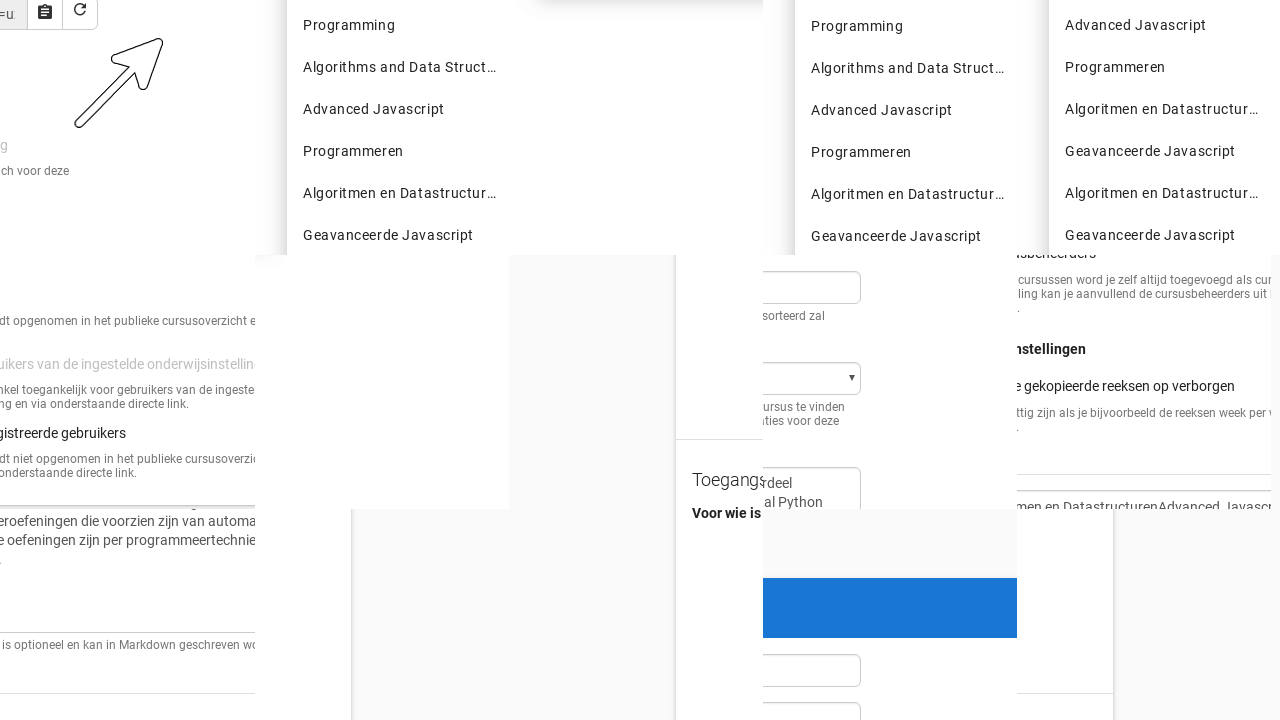 =u
Programming
Algorithms and Data Struct...
Advanced Javascript
Programmeren
Algoritmen en Datastructur...
Geavanceerde Javascript
Programming
Algorithms and Data Struct...
Advanced Javascript
Programmeren
Algoritmen en Datastructur...
Geavanceerde Javascript
Advanced Javascript
Programmeren
Algoritmen en Datastructur...
Geavanceerde Javascript
Algoritmen en Datastructur...
Geavanceerde Javascript
g
ch voor deze
dt opgenomen in het publieke cursusoverzicht e
uikers van de ingestelde onderwijsinstellin
nkel toegankelijk voor gebruikers van de ingeste
ng en via onderstaande directe link.
gistreerde gebruikers
dt niet opgenomen in het publieke cursusoverzi
onderstaande directe link.
eroefeningen die voorzien zijn van automa
e oefeningen zijn per programmeertechnie
.
is optioneel en kan in Markdown geschreven wo
Toegangs
Voor wie is
sorteerd zal
ursus te vinden
ties voor deze
rdeel
al Python
sbeheerders
cursussen word je zelf altijd toegevoegd als cur
ling kan je aanvullend de cursusbeheerders uit
.
nstellingen
e gekopieerde reeksen op verborgen
ttig zijn als je bijvoorbeeld de reeksen week per
.
men en DatastructurenAdvanced Javascr